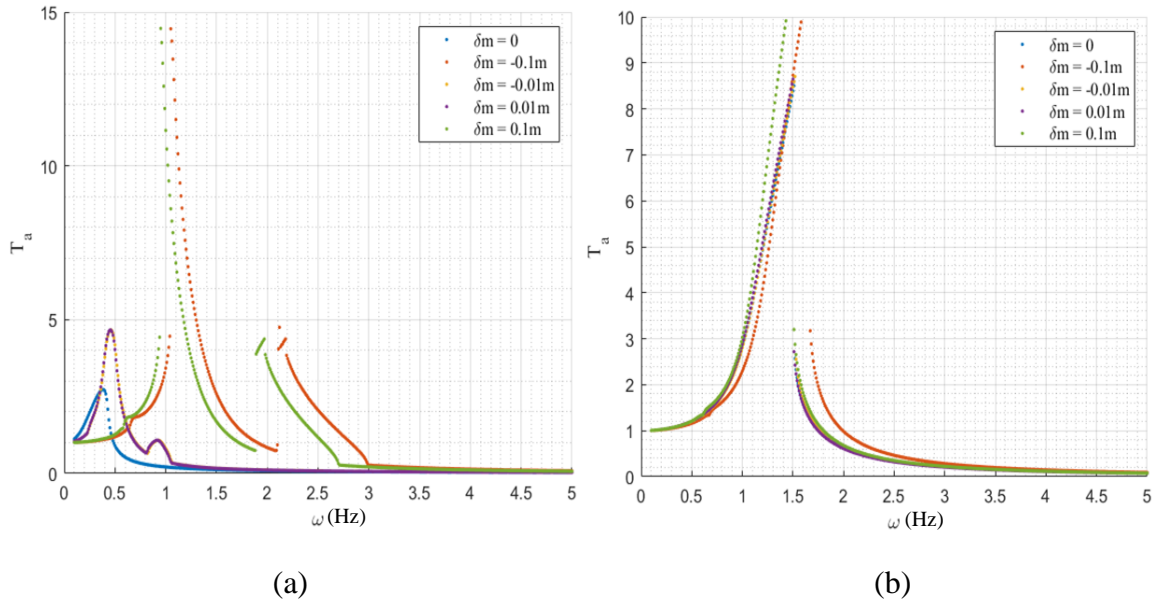 15
10
5
0
T_a
0 0.5 1 1.5 2 2.5 3 3.5 4 4.5 5
ω (Hz)
δm = 0
δm = -0.1m
δm = -0.01m
δm = 0.01m
δm = 0.1m
(a)
10
9
8
7
6
5
4
3
2
1
0
T_a
0 0.5 1 1.5 2 2.5 3 3.5 4 4.5 5
ω (Hz)
δm = 0
δm = -0.1m
δm = -0.01m
δm = 0.01m
δm = 0.1m
(b)